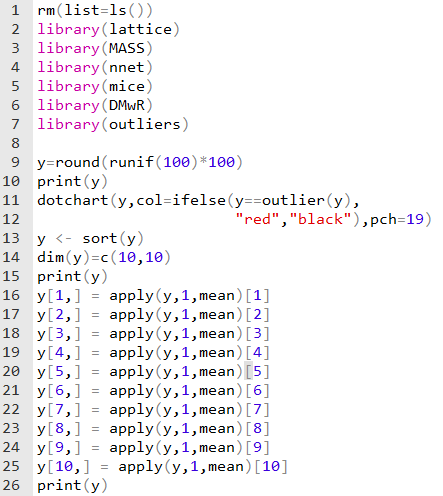 1 rm(list=ls())
2 library(lattice)
3 library(MASS)
4 library(nnet)
5 library(mice)
6 library(DMwR)
7 library(outliers)
8
9 y=round(runif(100)*100)
10 print(y)
11 dotchart(y,col=ifelse(y==outlier(y),
12 "red","black"),pch=19)
13 y <- sort(y)
14 dim(y)=c(10,10)
15 print(y)
16 y[1,] = apply(y,1,mean)[1]
17 y[2,] = apply(y,1,mean)[2]
18 y[3,] = apply(y,1,mean)[3]
19 y[4,] = apply(y,1,mean)[4]
20 y[5,] = apply(y,1,mean)[5]
21 y[6,] = apply(y,1,mean)[6]
22 y[7,] = apply(y,1,mean)[7]
23 y[8,] = apply(y,1,mean)[8]
24 y[9,] = apply(y,1,mean)[9]
25 y[10,] = apply(y,1,mean)[10]
26 print(y)